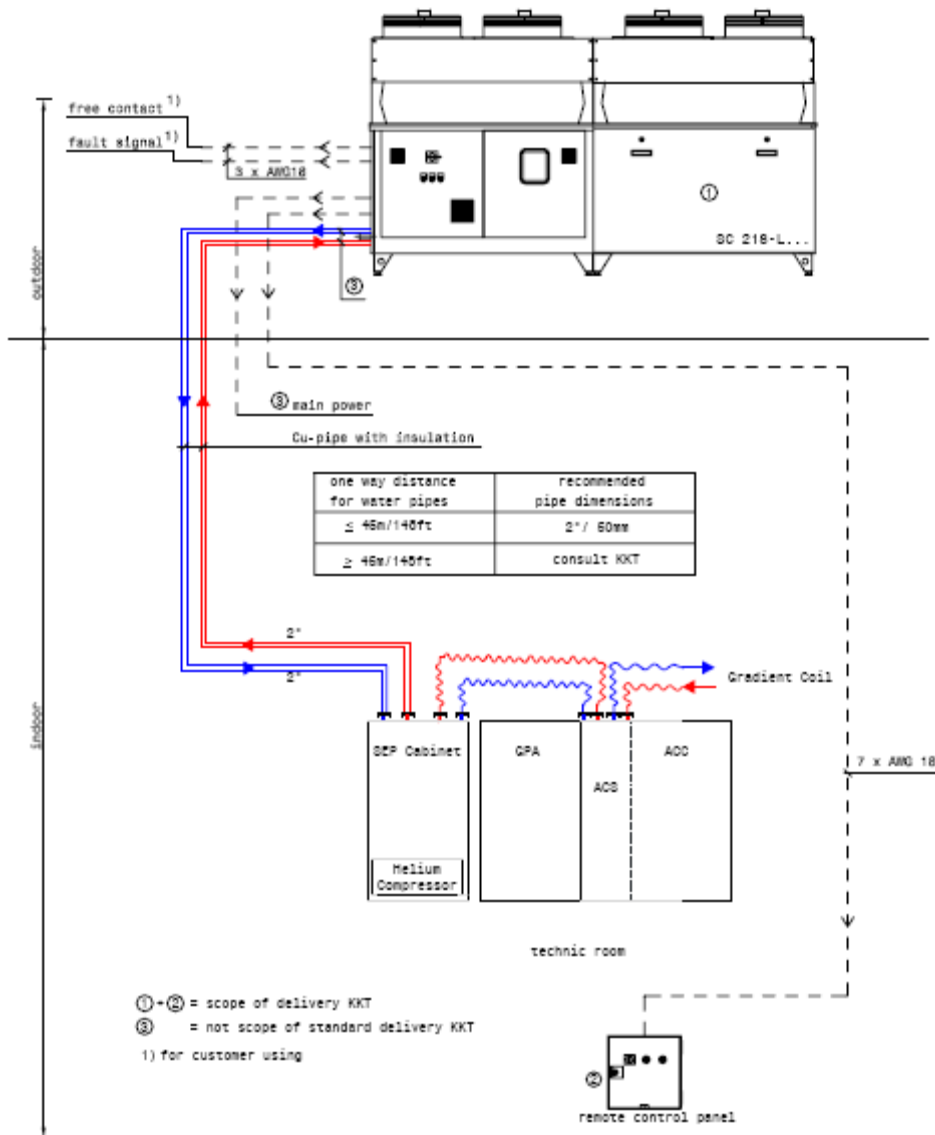 free contact 1)
fault signal 1)
3 x AWG18
①
SC 218-L...
③
outdoor
③ main power
Cu-pipe with insulation
one way distance for water pipes
recommended pipe dimensions
≤ 45m/148ft
2"/ 50mm
≥ 45m/148ft
consult KKT
2"
2"
Gradient Coil
indoor
SEP Cabinet
GPA
ACS
ACC
7 x AWG 18
Helium
Compressor
technic room
①+② = scope of delivery KKT
③ = not scope of standard delivery KKT
1) for customer using
②
remote control panel